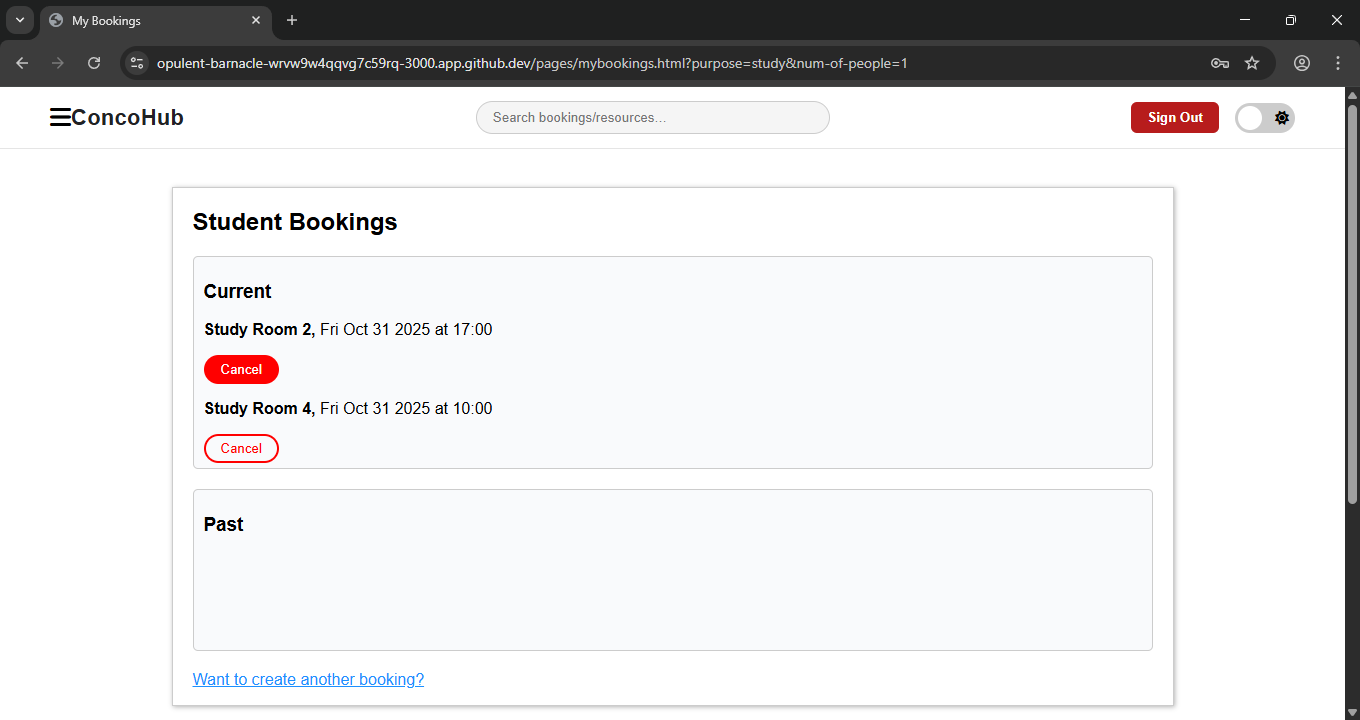 My Bookings
opulent-barnacle-wrvw9w4qqvg7c59rq-3000.app.github.dev/pages/mybookings.html?purpose=study&num-of-people=1
ConcoHub
Search bookings/resources...
Sign Out
Student Bookings
Current
Study Room 2, Fri Oct 31 2025 at 17:00
Cancel
Study Room 4, Fri Oct 31 2025 at 10:00
Cancel
Past
Want to create another booking?